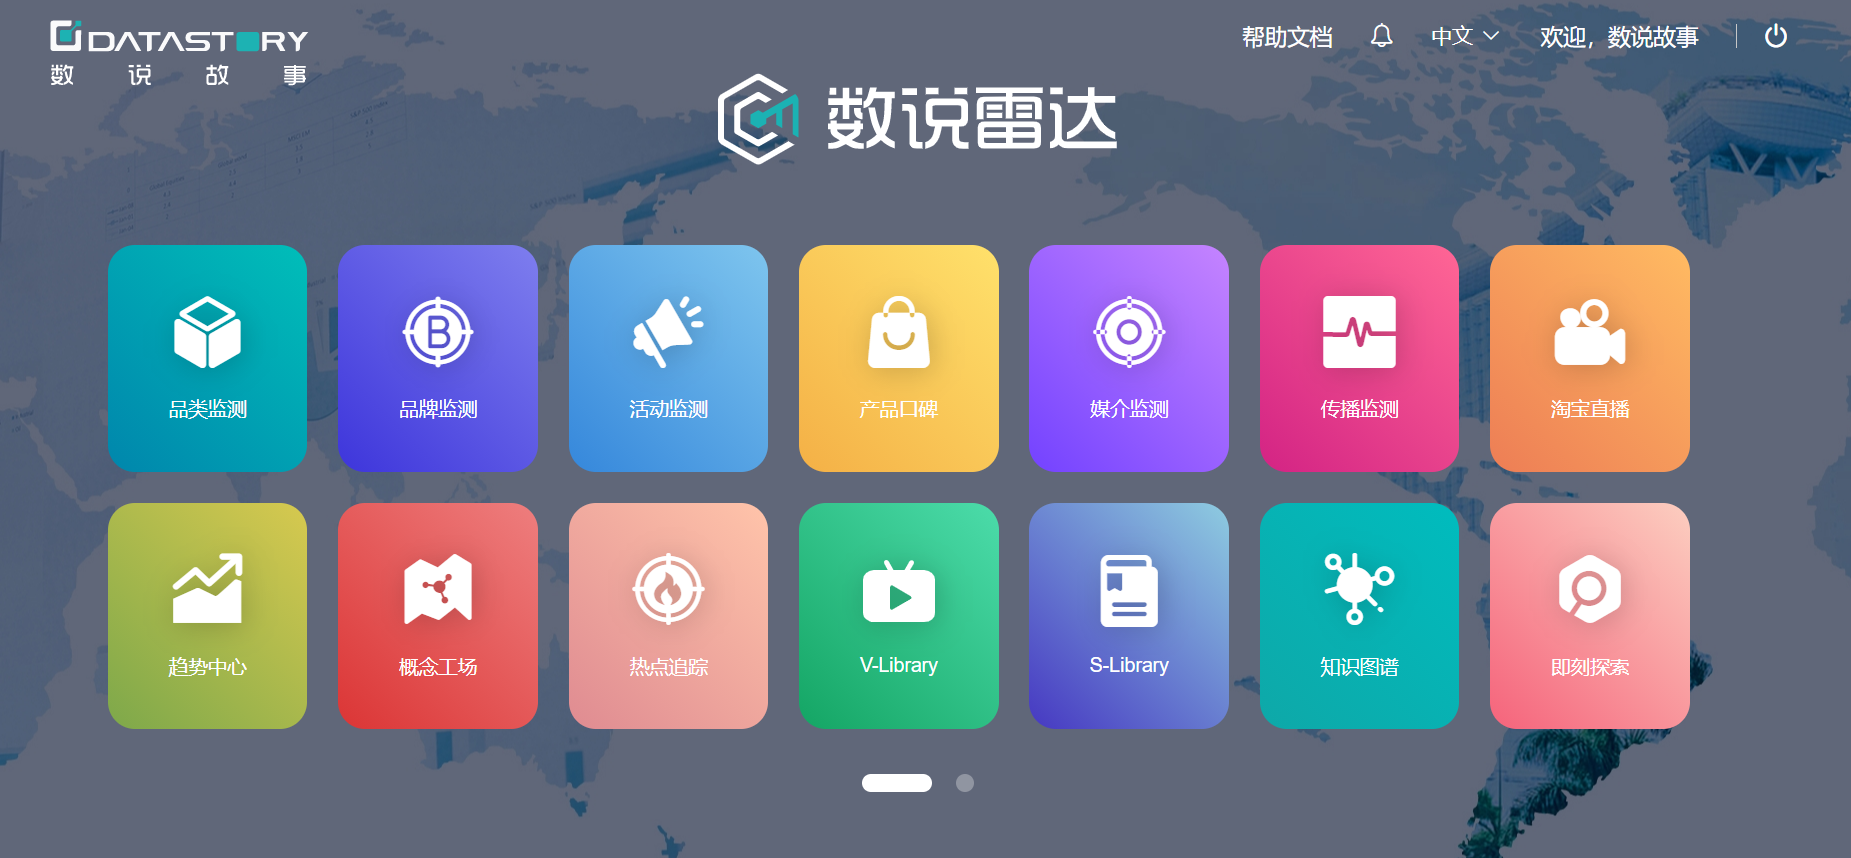 DATASTORY
数说故事
帮助文档
中文
欢迎，数说故事
数说雷达
品类监测
品牌监测
活动监测
产品口碑
媒介监测
传播监测
淘宝直播
趋势中心
概念工场
热点追踪
V-Library
S-Library
知识图谱
即刻探索